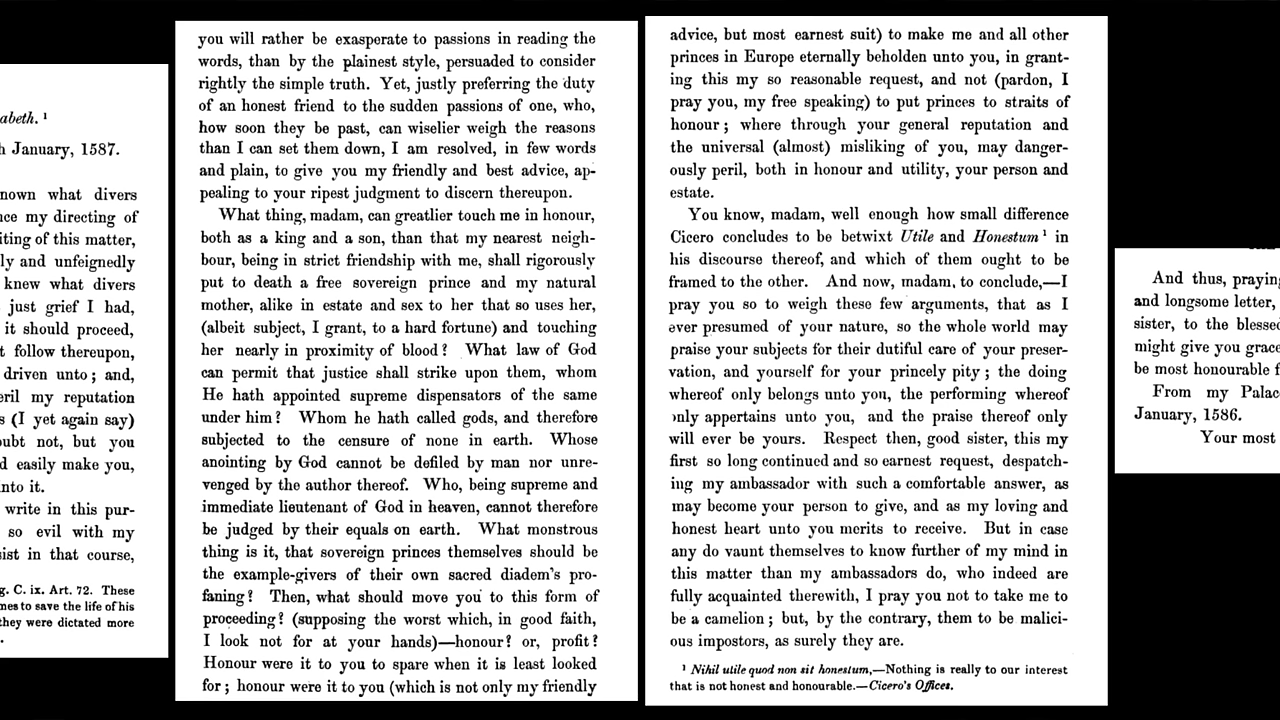 abeth. ¹
January, 1587.
nown what divers
nce my directing of
iting of this matter,
ly and unfeignedly
knew what divers
just grief I had,
it should proceed,
t follow thereupon,
driven unto; and,
eril my reputation
s (I yet again say)
oubt not, but you
d easily make you,
nto it.
write in this pur-
so evil with my
sist in that course,
g. C. ix. Art. 72. These
mes to save the life of his
they were dictated more
you will rather be exasperate to passions in reading the
words, than by the plainest style, persuaded to consider
rightly the simple truth. Yet, justly preferring the duty
of an honest friend to the sudden passions of one, who,
how soon they be past, can wiselier weigh the reasons
than I can set them down, I am resolved, in few words
and plain, to give you my friendly and best advice, ap-
pealing to your ripest judgment to discern thereupon.
What thing, madam, can greatlier touch me in honour,
both as a king and a son, than that my nearest neigh-
bour, being in strict friendship with me, shall rigorously
put to death a free sovereign prince and my natural
mother, alike in estate and sex to her that so uses her,
(albeit subject, I grant, to a hard fortune) and touching
her nearly in proximity of blood? What law of God
can permit that justice shall strike upon them, whom
He hath appointed supreme dispensators of the same
under him? Whom he hath called gods, and therefore
subjected to the censure of none in earth. Whose
anointing by God cannot be defiled by man nor unre-
venged by the author thereof. Who, being supreme and
immediate lieutenant of God in heaven, cannot therefore
be judged by their equals on earth. What monstrous
thing is it, that sovereign princes themselves should be
the example-givers of their own sacred diadem's pro-
faning? Then, what should move you to this form of
proceeding? (supposing the worst which, in good faith,
I look not for at your hands)—honour? or, profit?
Honour were it to you to spare when it is least looked
for; honour were it to you (which is not only my friendly
advice, but most earnest suit) to make me and all other
princes in Europe eternally beholden unto you, in grant-
ing this my so reasonable request, and not (pardon, I
pray you, my free speaking) to put princes to straits of
honour; where through your general reputation and
the universal (almost) misliking of you, may danger-
ously peril, both in honour and utility, your person and
estate.
You know, madam, well enough how small difference
Cicero concludes to be betwixt Utile and Honestum ¹ in
his discourse thereof, and which of them ought to be
framed to the other. And now, madam, to conclude,—I
pray you so to weigh these few arguments, that as I
ever presumed of your nature, so the whole world may
praise your subjects for their dutiful care of your preser-
vation, and yourself for your princely pity; the doing
whereof only belongs unto you, the performing whereof
only appertains unto you, and the praise thereof only
will ever be yours. Respect then, good sister, this my
first so long continued and so earnest request, despatch-
ing my ambassador with such a comfortable answer, as
may become your person to give, and as my loving and
honest heart unto you merits to receive. But in case
any do vaunt themselves to know further of my mind in
this matter than my ambassadors do, who indeed are
fully acquainted therewith, I pray you not to take me to
be a camelion; but, by the contrary, them to be malici-
ous impostors, as surely they are.
¹ Nihil utile quod non sit honestum,—Nothing is really to our interest
that is not honest and honourable.—Cicero's Offices.
And thus, praying
and longsome letter,
sister, to the blessed
might give you grace
be most honourable f
From my Palac
January, 1586.
Your most